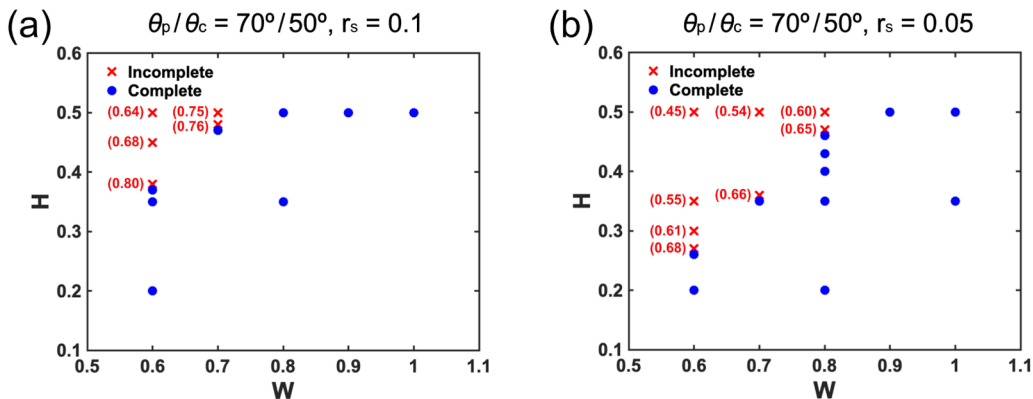 (a)
θp/θc = 70º/50º, rs = 0.1
0.6
0.5
0.4
0.3
0.2
0.1
H
Incomplete
Complete
(0.64)
(0.75)
(0.76)
(0.68)
(0.80)
0.5 0.6 0.7 0.8 0.9 1 1.1
W
(b)
θp/θc = 70º/50º, rs = 0.05
0.6
0.5
0.4
0.3
0.2
0.1
H
Incomplete
Complete
(0.45)
(0.54)
(0.60)
(0.65)
(0.55)
(0.66)
(0.61)
(0.68)
0.5 0.6 0.7 0.8 0.9 1 1.1
W